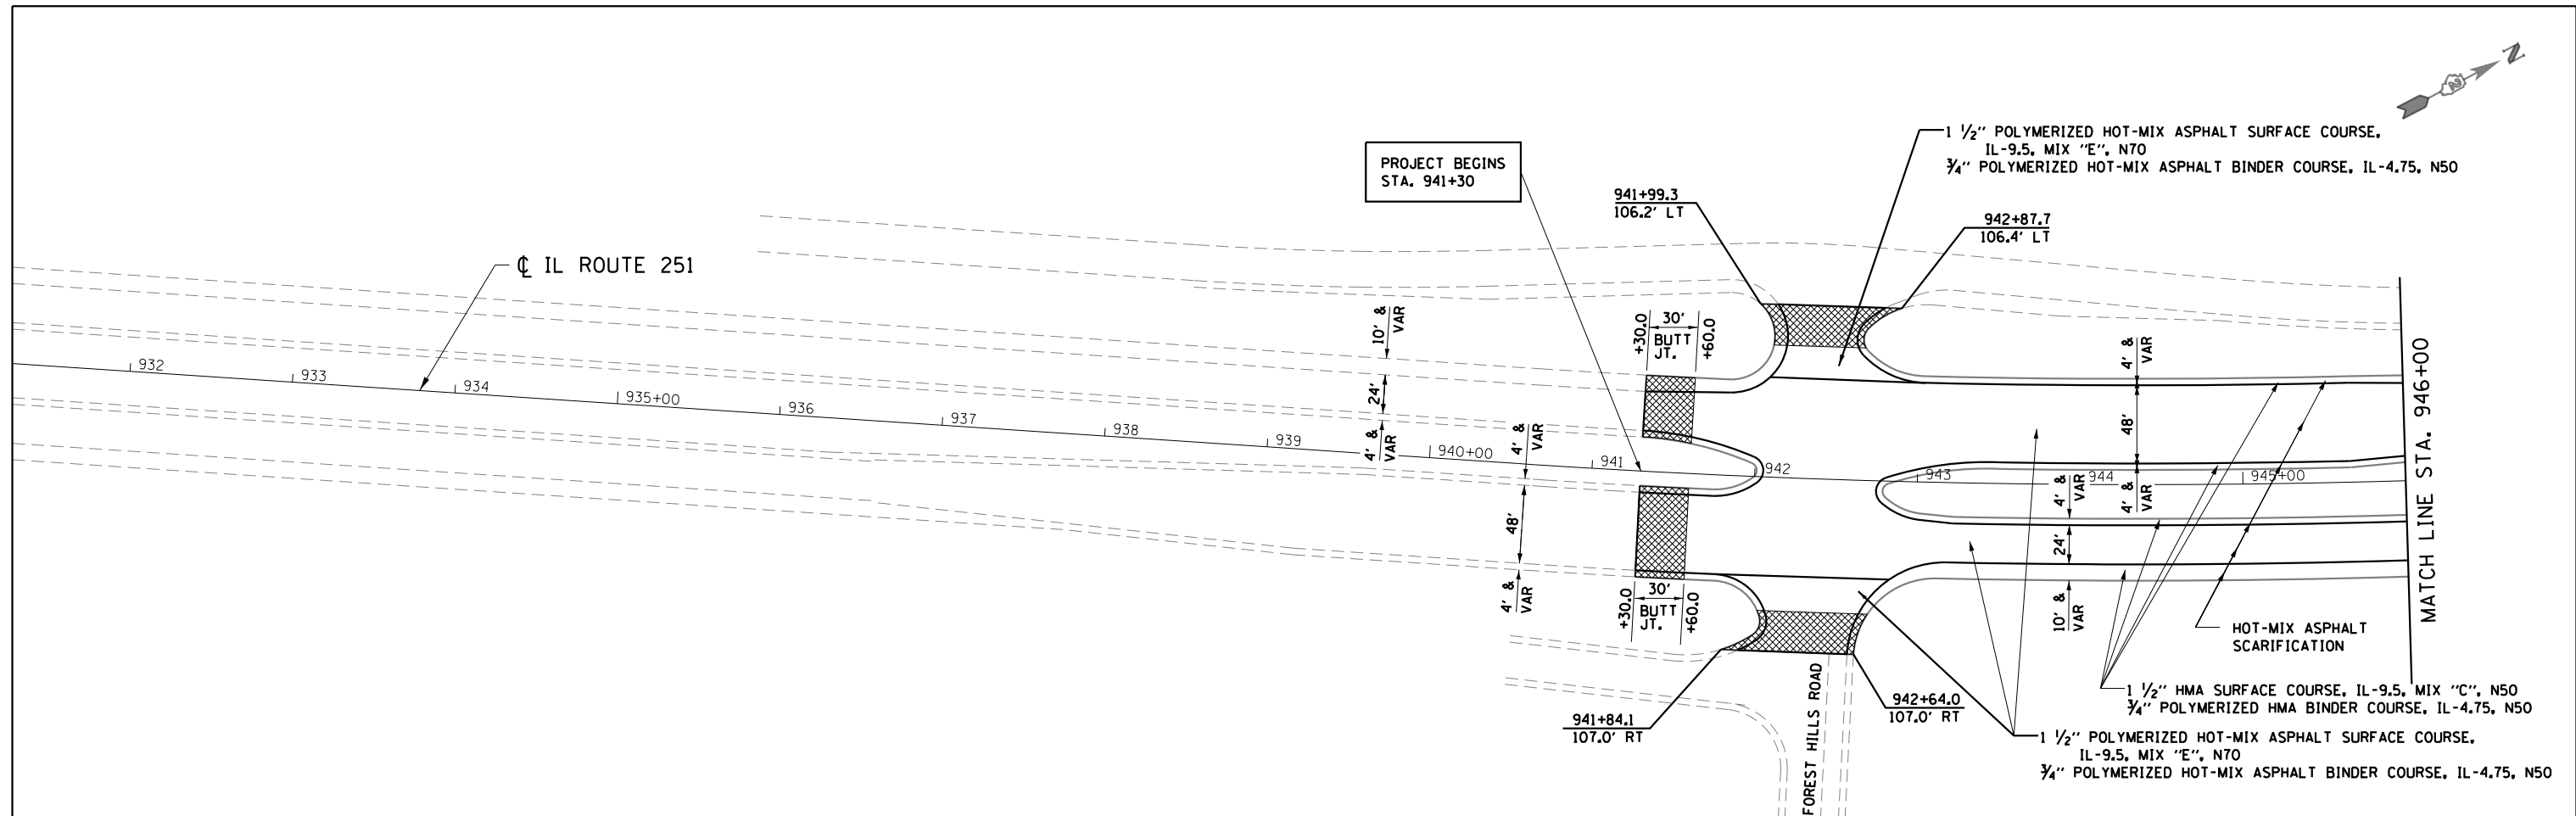 N
1 ½" POLYMERIZED HOT-MIX ASPHALT SURFACE COURSE,
IL-9.5, MIX "E", N70
¾" POLYMERIZED HOT-MIX ASPHALT BINDER COURSE, IL-4.75, N50
PROJECT BEGINS
STA. 941+30
941+99.3
106.2' LT
942+87.7
106.4' LT
℄ IL ROUTE 251
932
933
934
935+00
936
937
938
939
940+00
941
942
943
944
945+00
10' &
VAR
24'
4' &
VAR
4' &
VAR
48'
4' &
VAR
+30.0
30'
BUTT
JT.
+60.0
+30.0
30'
BUTT
JT.
+60.0
4' &
VAR
48'
4' &
VAR
4' &
VAR
24'
10' &
VAR
MATCH LINE STA. 946+00
HOT-MIX ASPHALT
SCARIFICATION
1 ½" HMA SURFACE COURSE, IL-9.5, MIX "C", N50
¾" POLYMERIZED HMA BINDER COURSE, IL-4.75, N50
941+84.1
107.0' RT
942+64.0
107.0' RT
FOREST HILLS ROAD
1 ½" POLYMERIZED HOT-MIX ASPHALT SURFACE COURSE,
IL-9.5, MIX "E", N70
¾" POLYMERIZED HOT-MIX ASPHALT BINDER COURSE, IL-4.75, N50